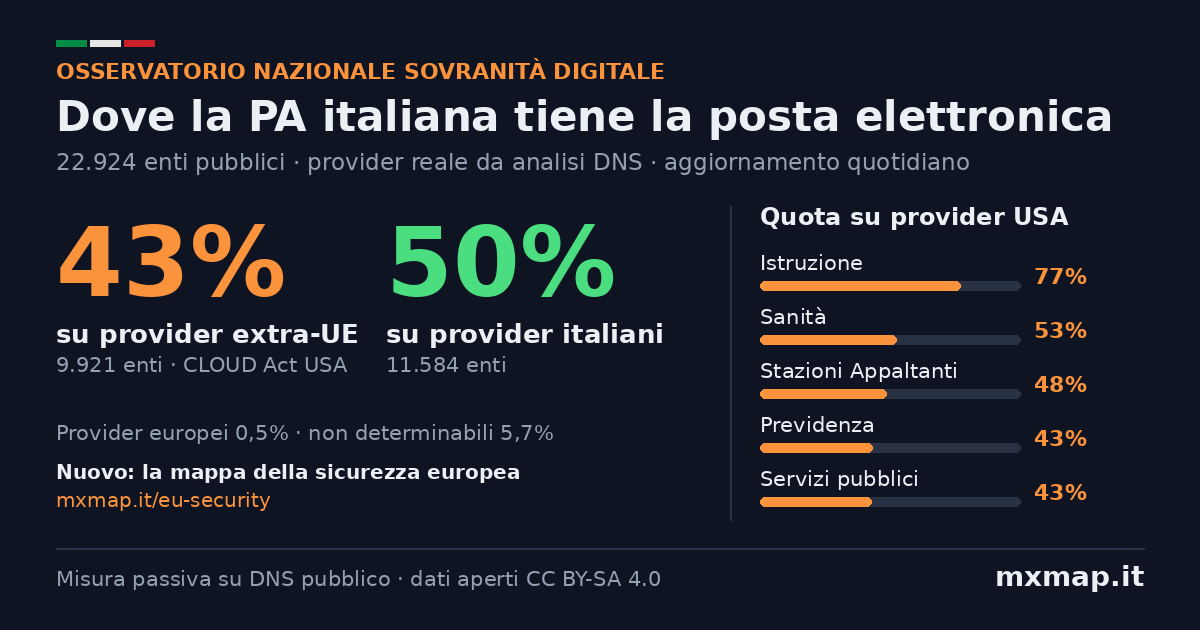 OSSERVATORIO NAZIONALE SOVRANITÀ DIGITALE
Dove la PA italiana tiene la posta elettronica
22.924 enti pubblici · provider reale da analisi DNS · aggiornamento quotidiano
43%
su provider extra-UE
9.921 enti · CLOUD Act USA
50%
su provider italiani
11.584 enti
Provider europei 0,5% · non determinabili 5,7%
Nuovo: la mappa della sicurezza europea
mxmap.it/eu-security
Quota su provider USA
Istruzione
77%
Sanità
53%
Stazioni Appaltanti
48%
Previdenza
43%
Servizi pubblici
43%
Misura passiva su DNS pubblico · dati aperti CC BY-SA 4.0
mxmap.it